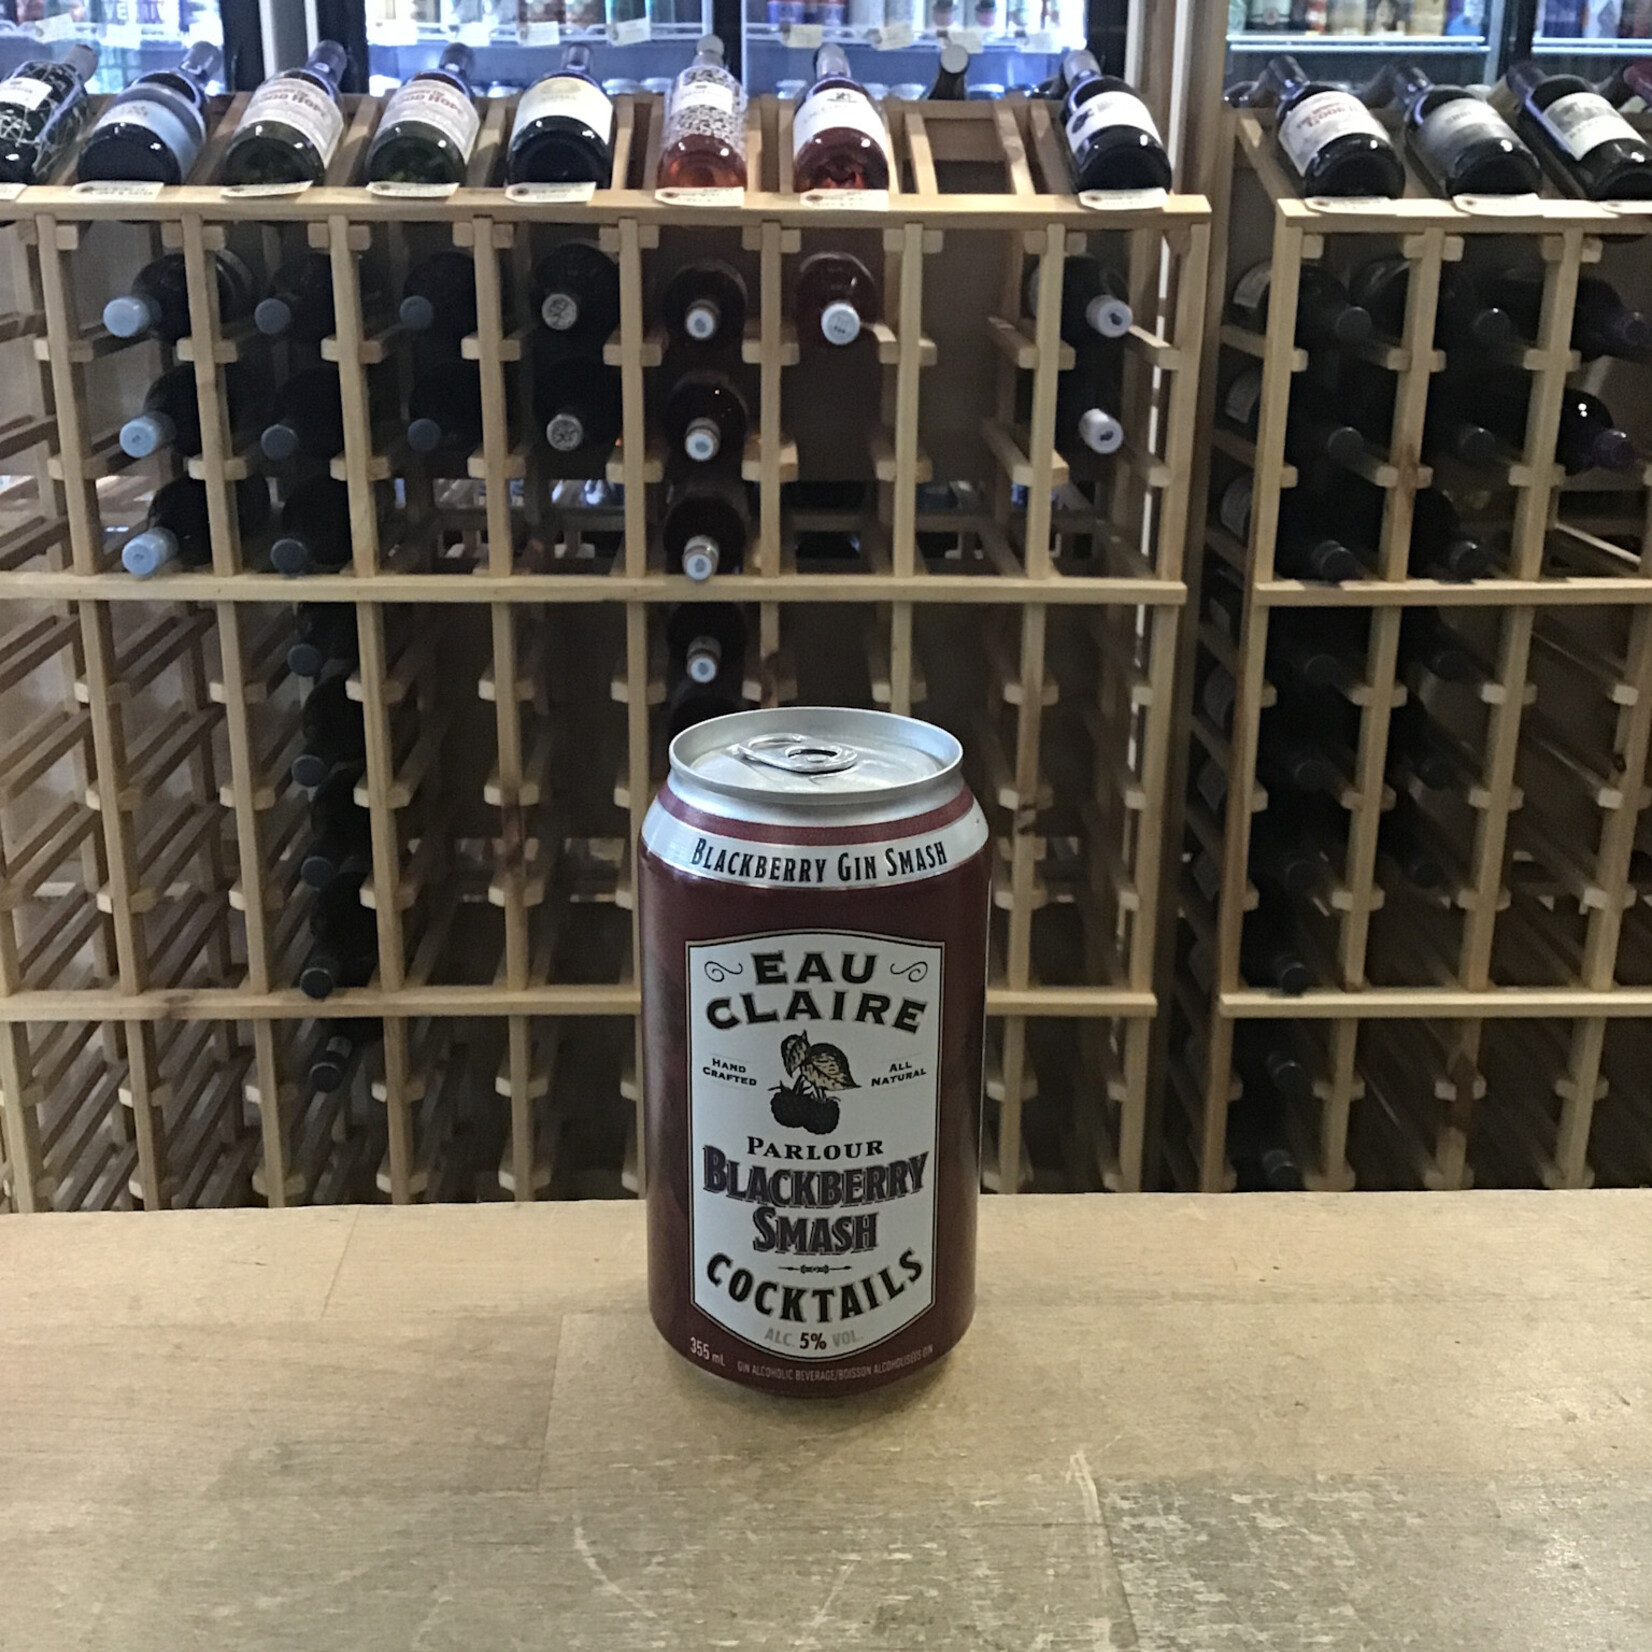 BLACKBERRY GIN SMASH
EAU
CLAIRE
HAND
CRAFTED
ALL
NATURAL
PARLOUR
BLACKBERRY
SMASH
COCKTAILS
ALC. 5% VOL.
355 mL
GIN ALCOHOLIC BEVERAGE/BOISSON ALCOHOLISÉES GIN